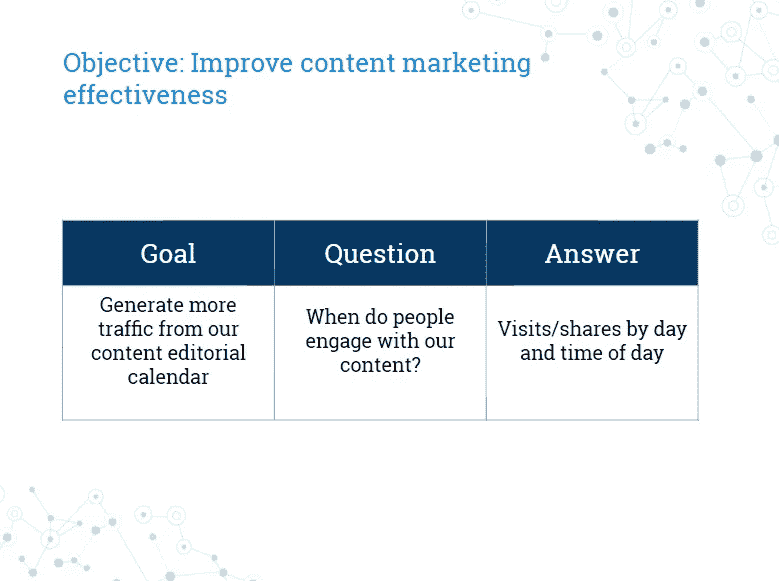 Objective: Improve content marketing
effectiveness
Goal
Question
Answer
Generate more
traffic from our
content editorial
calendar
When do people
engage with our
content?
Visits/shares by day
and time of day